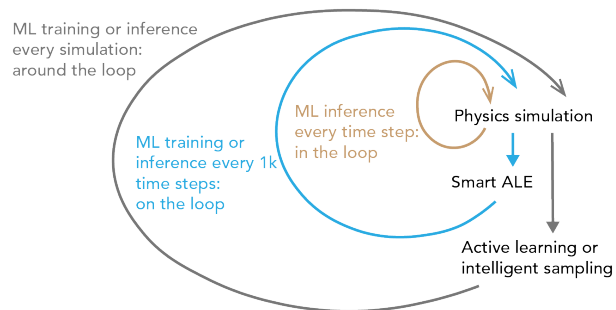 ML training or inference
every simulation:
around the loop
ML inference
every time step:
in the loop
Physics simulation
ML training or
inference every 1k
time steps:
on the loop
Smart ALE
Active learning or
intelligent sampling